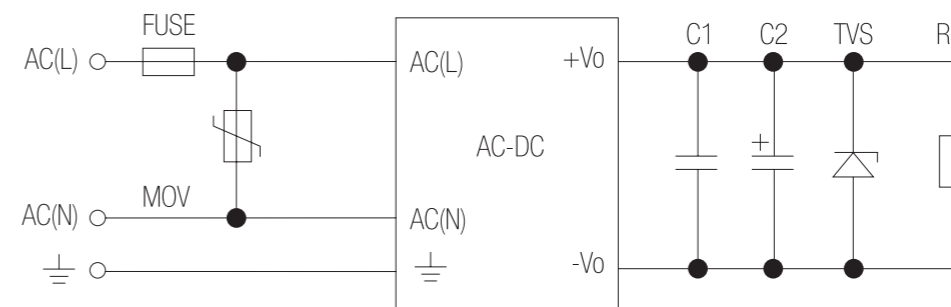 FUSE
AC(L)
MOV
AC(N)
AC(L)
+Vo
AC-DC
AC(N)
-Vo
+
C1 C2 TVS R